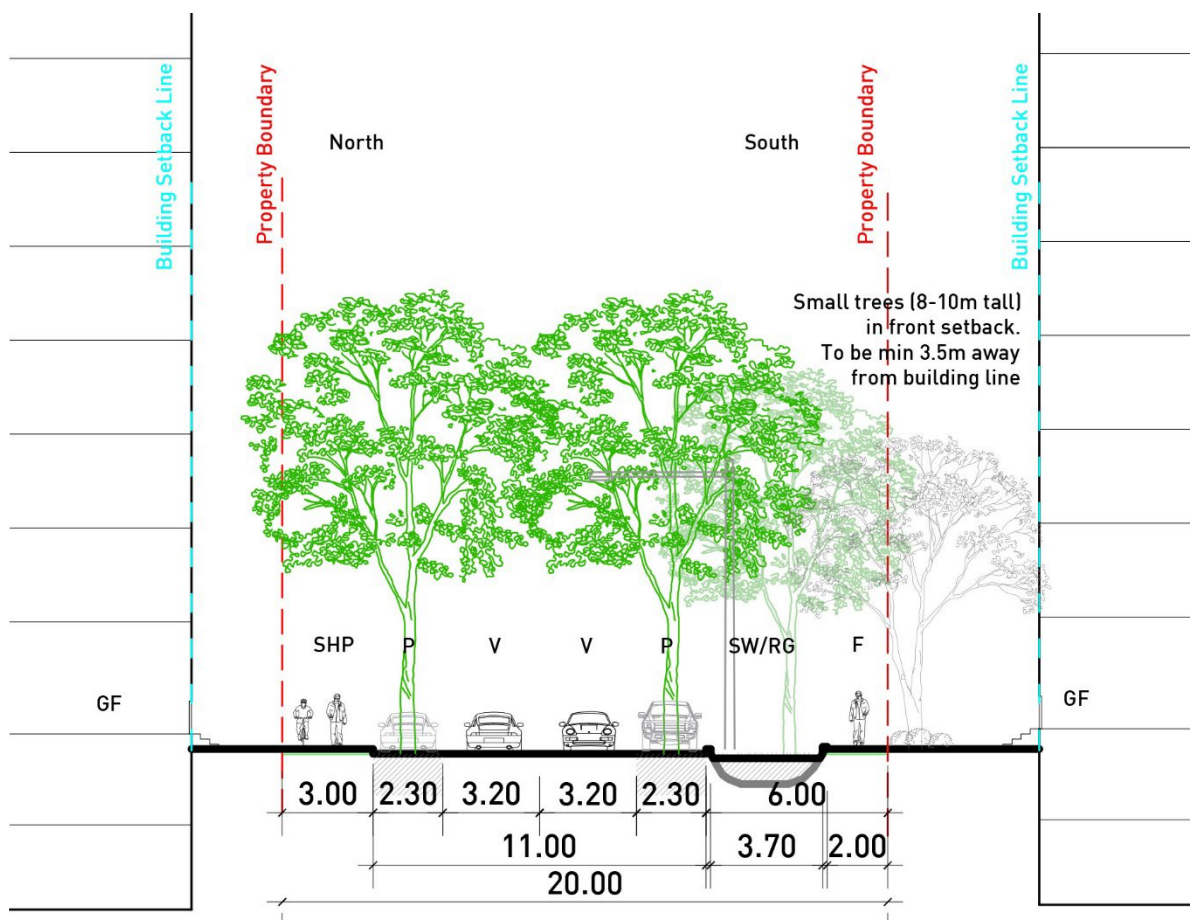 Building Setback Line
Property Boundary
North
South
Property Boundary
Building Setback Line
Small trees (8-10m tall)
in front setback.
To be min 3.5m away
from building line
SHP
P
V
V
P
SW/RG
F
GF
GF
3.00
2.30
3.20
3.20
2.30
6.00
11.00
3.70
2.00
20.00